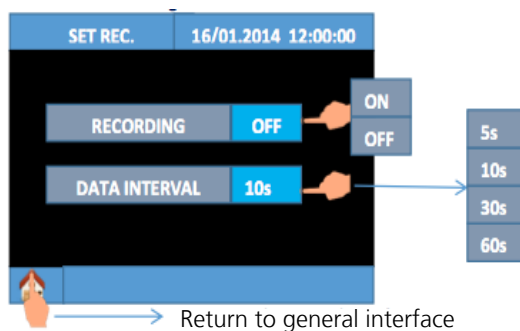 SET REC. 16/01.2014 12:00:00
RECORDING OFF
ON
OFF
DATA INTERVAL 10s
5s
10s
30s
60s
Return to general interface